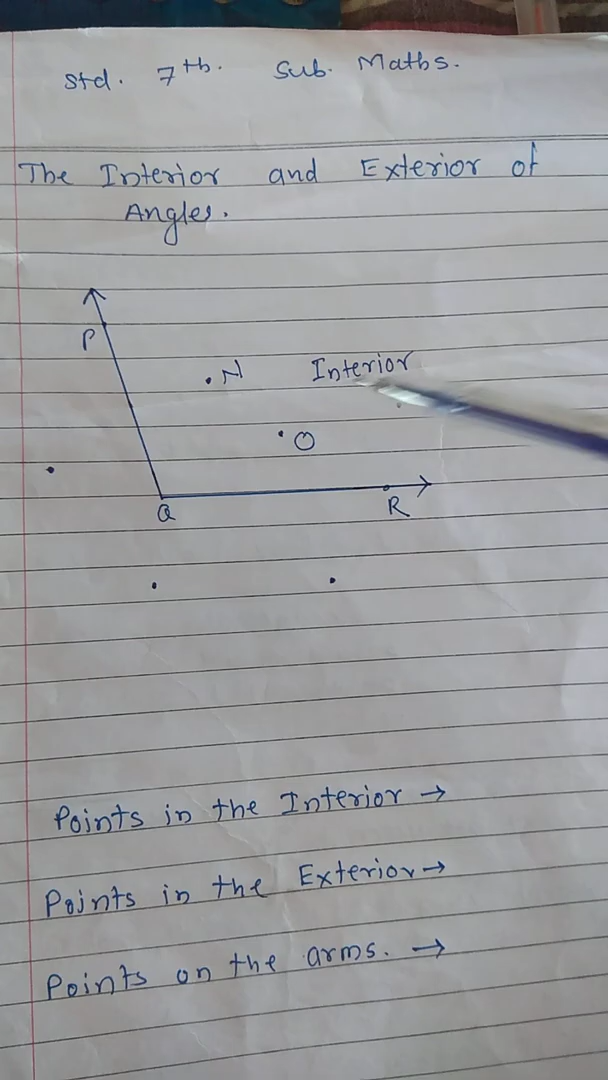 Std. 7th. Sub. Maths.
The Interior and Exterior of
Angles.
P
N Interior
O
Q R
Points in the Interior →
Points in the Exterior →
Points on the arms. →